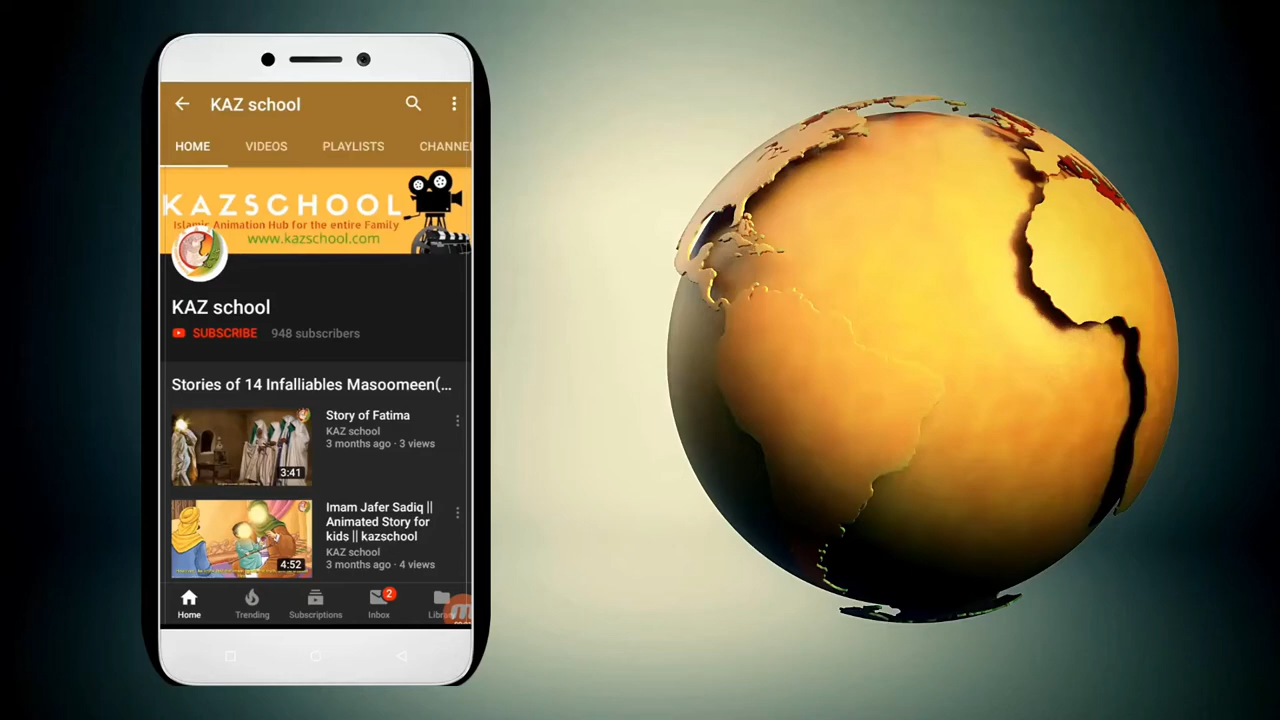 KAZ school
HOME VIDEOS PLAYLISTS CHANNE
KAZSCHOOL
Islamic Animation Hub for the entire Family
www.kazschool.com
KAZ school
SUBSCRIBE 948 subscribers
Stories of 14 Infalliables Masoomeen(...
Story of Fatima
KAZ school
3 months ago · 3 views
3:41
Imam Jafer Sadiq ||
Animated Story for
kids || kazschool
KAZ school
3 months ago · 4 views
4:52
2
Home Trending Subscriptions Inbox